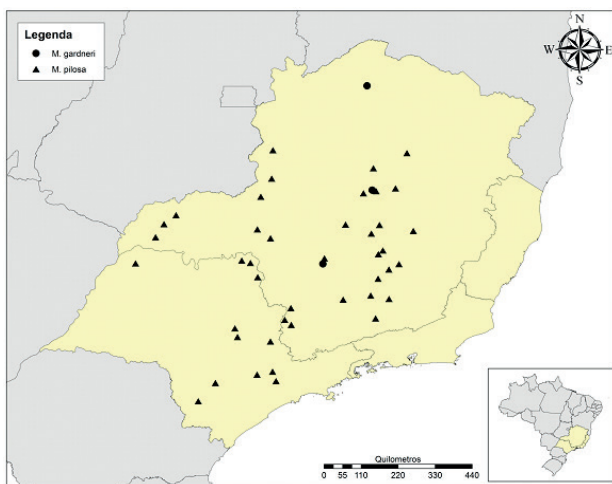 Legenda
M. gardneri
M. pilosa
N
W
E
S
Quilometros
0 55 110 220 330 440